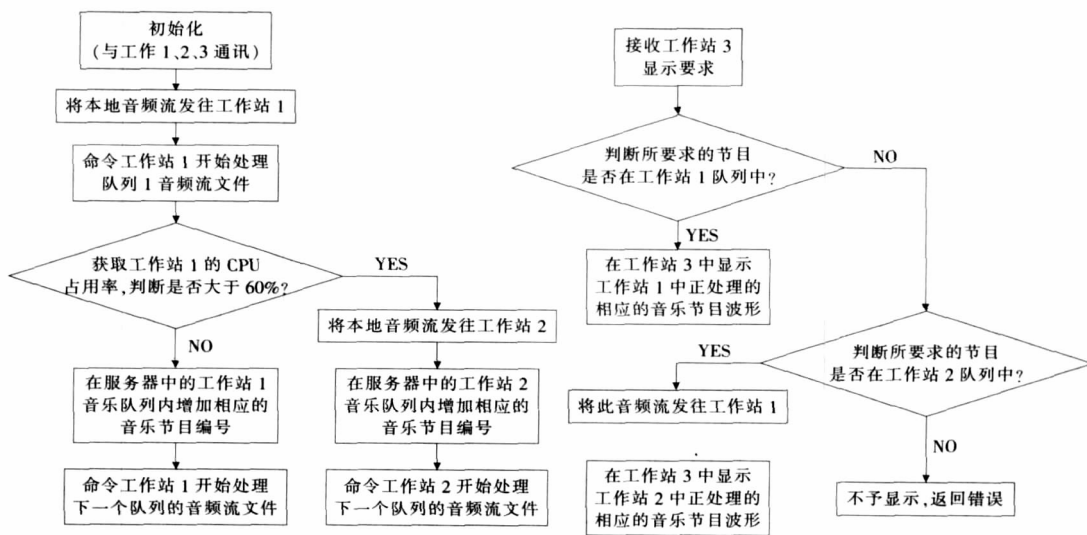 初始化
(与工作1、2、3通讯)
将本地音频流发往工作站1
命令工作站1开始处理
队列1音频流文件
获取工作站1的CPU
占用率,判断是否大于60%?
YES
NO
将本地音频流发往工作站2
在服务器中的工作站1
音乐队列内增加相应的
音乐节目编号
在服务器中的工作站2
音乐队列内增加相应的
音乐节目编号
命令工作站1开始处理
下一个队列的音频流文件
命令工作站2开始处理
下一个队列的音频流文件
接收工作站3
显示要求
判断所要求的节目
是否在工作站1队列中?
NO
YES
在工作站3中显示
工作站1中正处理的
相应的音乐节目波形
判断所要求的节目
是否在工作站2队列中?
YES
将此音频流发往工作站1
NO
在工作站3中显示
工作站2中正处理的
相应的音乐节目波形
不予显示,返回错误